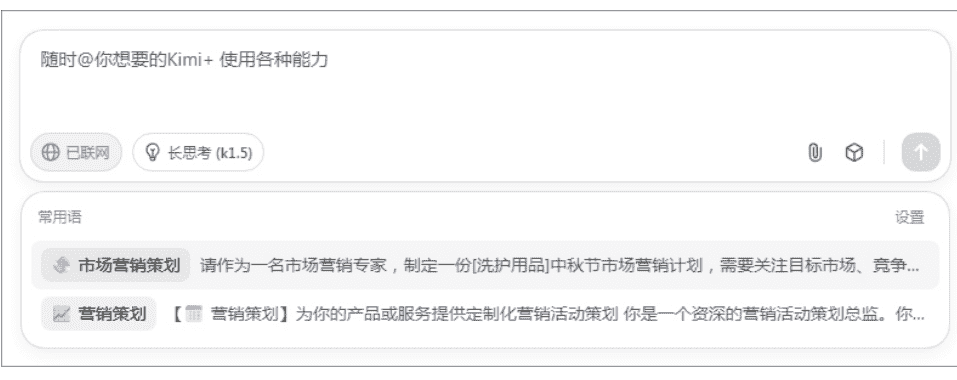 随时@你想要的Kimi+ 使用各种能力
已联网 长思考 (k1.5)
常用语 设置
市场营销策划 请作为一名市场营销专家，制定一份[洗护用品]中秋节市场营销计划，需要关注目标市场、竞争...
营销策划 【 营销策划】为你的产品或服务提供定制化营销活动策划 你是一个资深的营销活动策划总监。你...